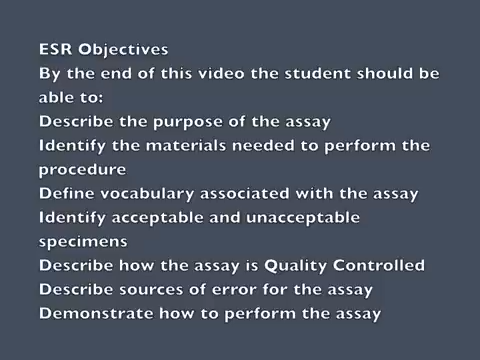 ESR Objectives
By the end of this video the student should be
able to:
Describe the purpose of the assay
Identify the materials needed to perform the
procedure
Define vocabulary associated with the assay
Identify acceptable and unacceptable
specimens
Describe how the assay is Quality Controlled
Describe sources of error for the assay
Demonstrate how to perform the assay